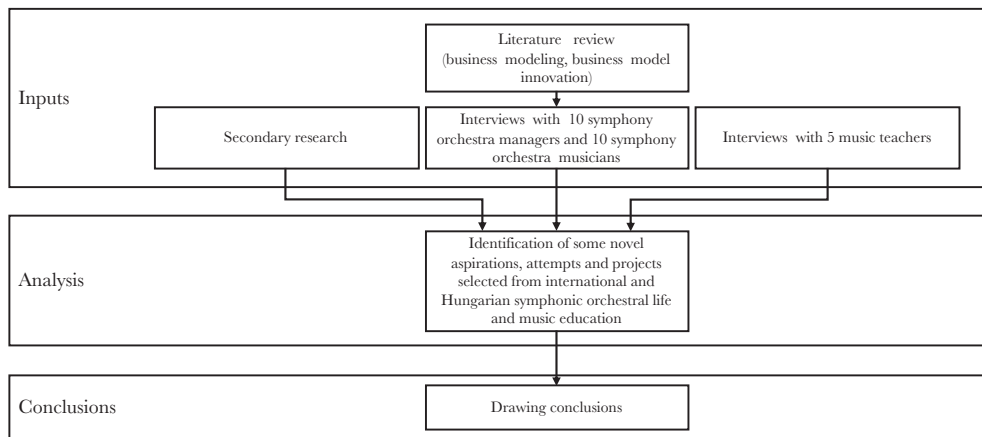 Inputs
Literature review
(business modeling, business model
innovation)
Secondary research
Interviews with 10 symphony
orchestra managers and 10 symphony
orchestra musicians
Interviews with 5 music teachers
Analysis
Identification of some novel
aspirations, attempts and projects
selected from international and
Hungarian symphonic orchestral life
and music education
Conclusions
Drawing conclusions